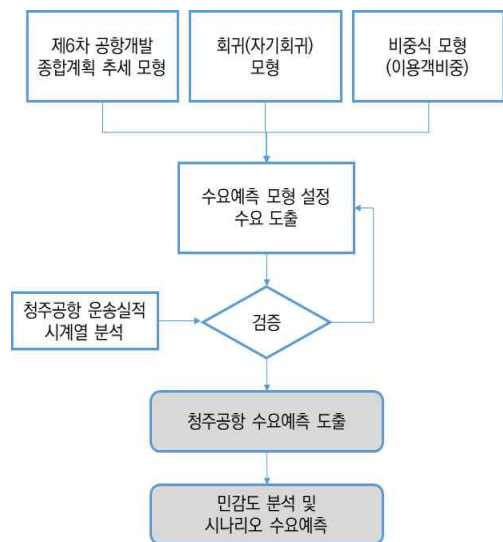 제6차 공항개발
종합계획 추세 모형
회귀(자기회귀)
모형
비중식 모형
(이용객비중)
수요예측 모형 설정
수요 도출
청주공항 운송실적
시계열 분석
검증
청주공항 수요예측 도출
민감도 분석 및
시나리오 수요예측